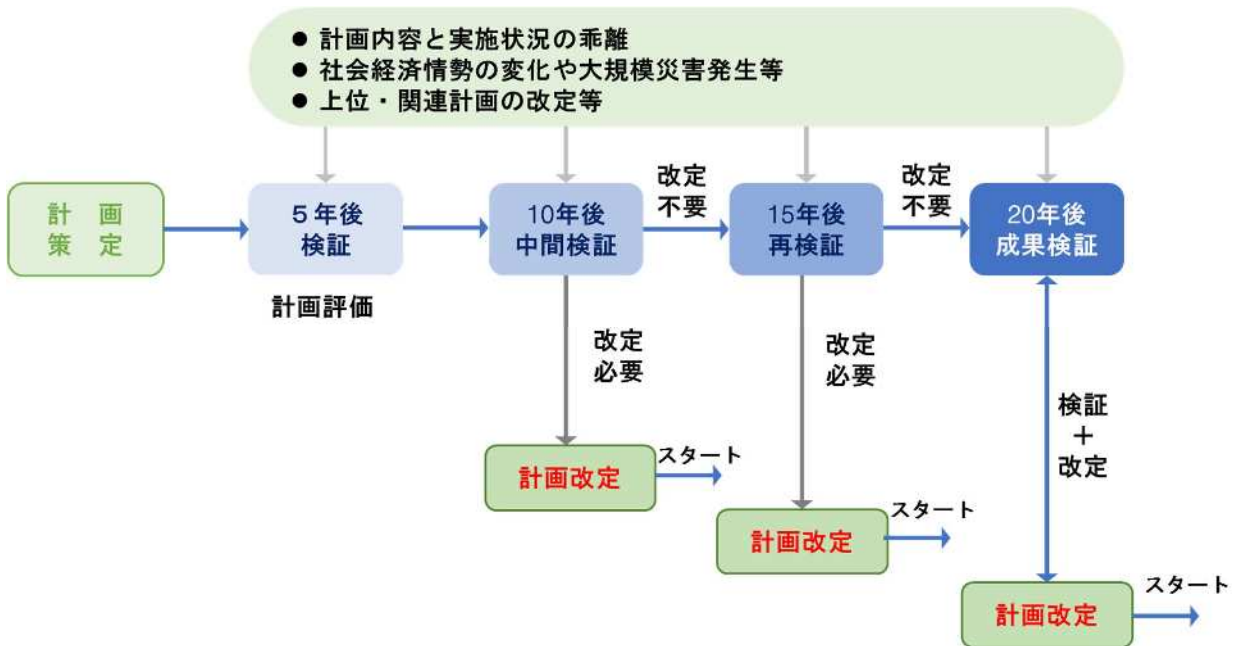 ● 計画内容と実施状況の乖離
● 社会経済情勢の変化や大規模災害発生等
● 上位・関連計画の改定等
計 画
策 定
5年後
検証
計画評価
10年後
中間検証
改定
不要
15年後
再検証
改定
不要
20年後
成果検証
改定
必要
改定
必要
検証
+
改定
計画改定
スタート
計画改定
スタート
計画改定
スタート